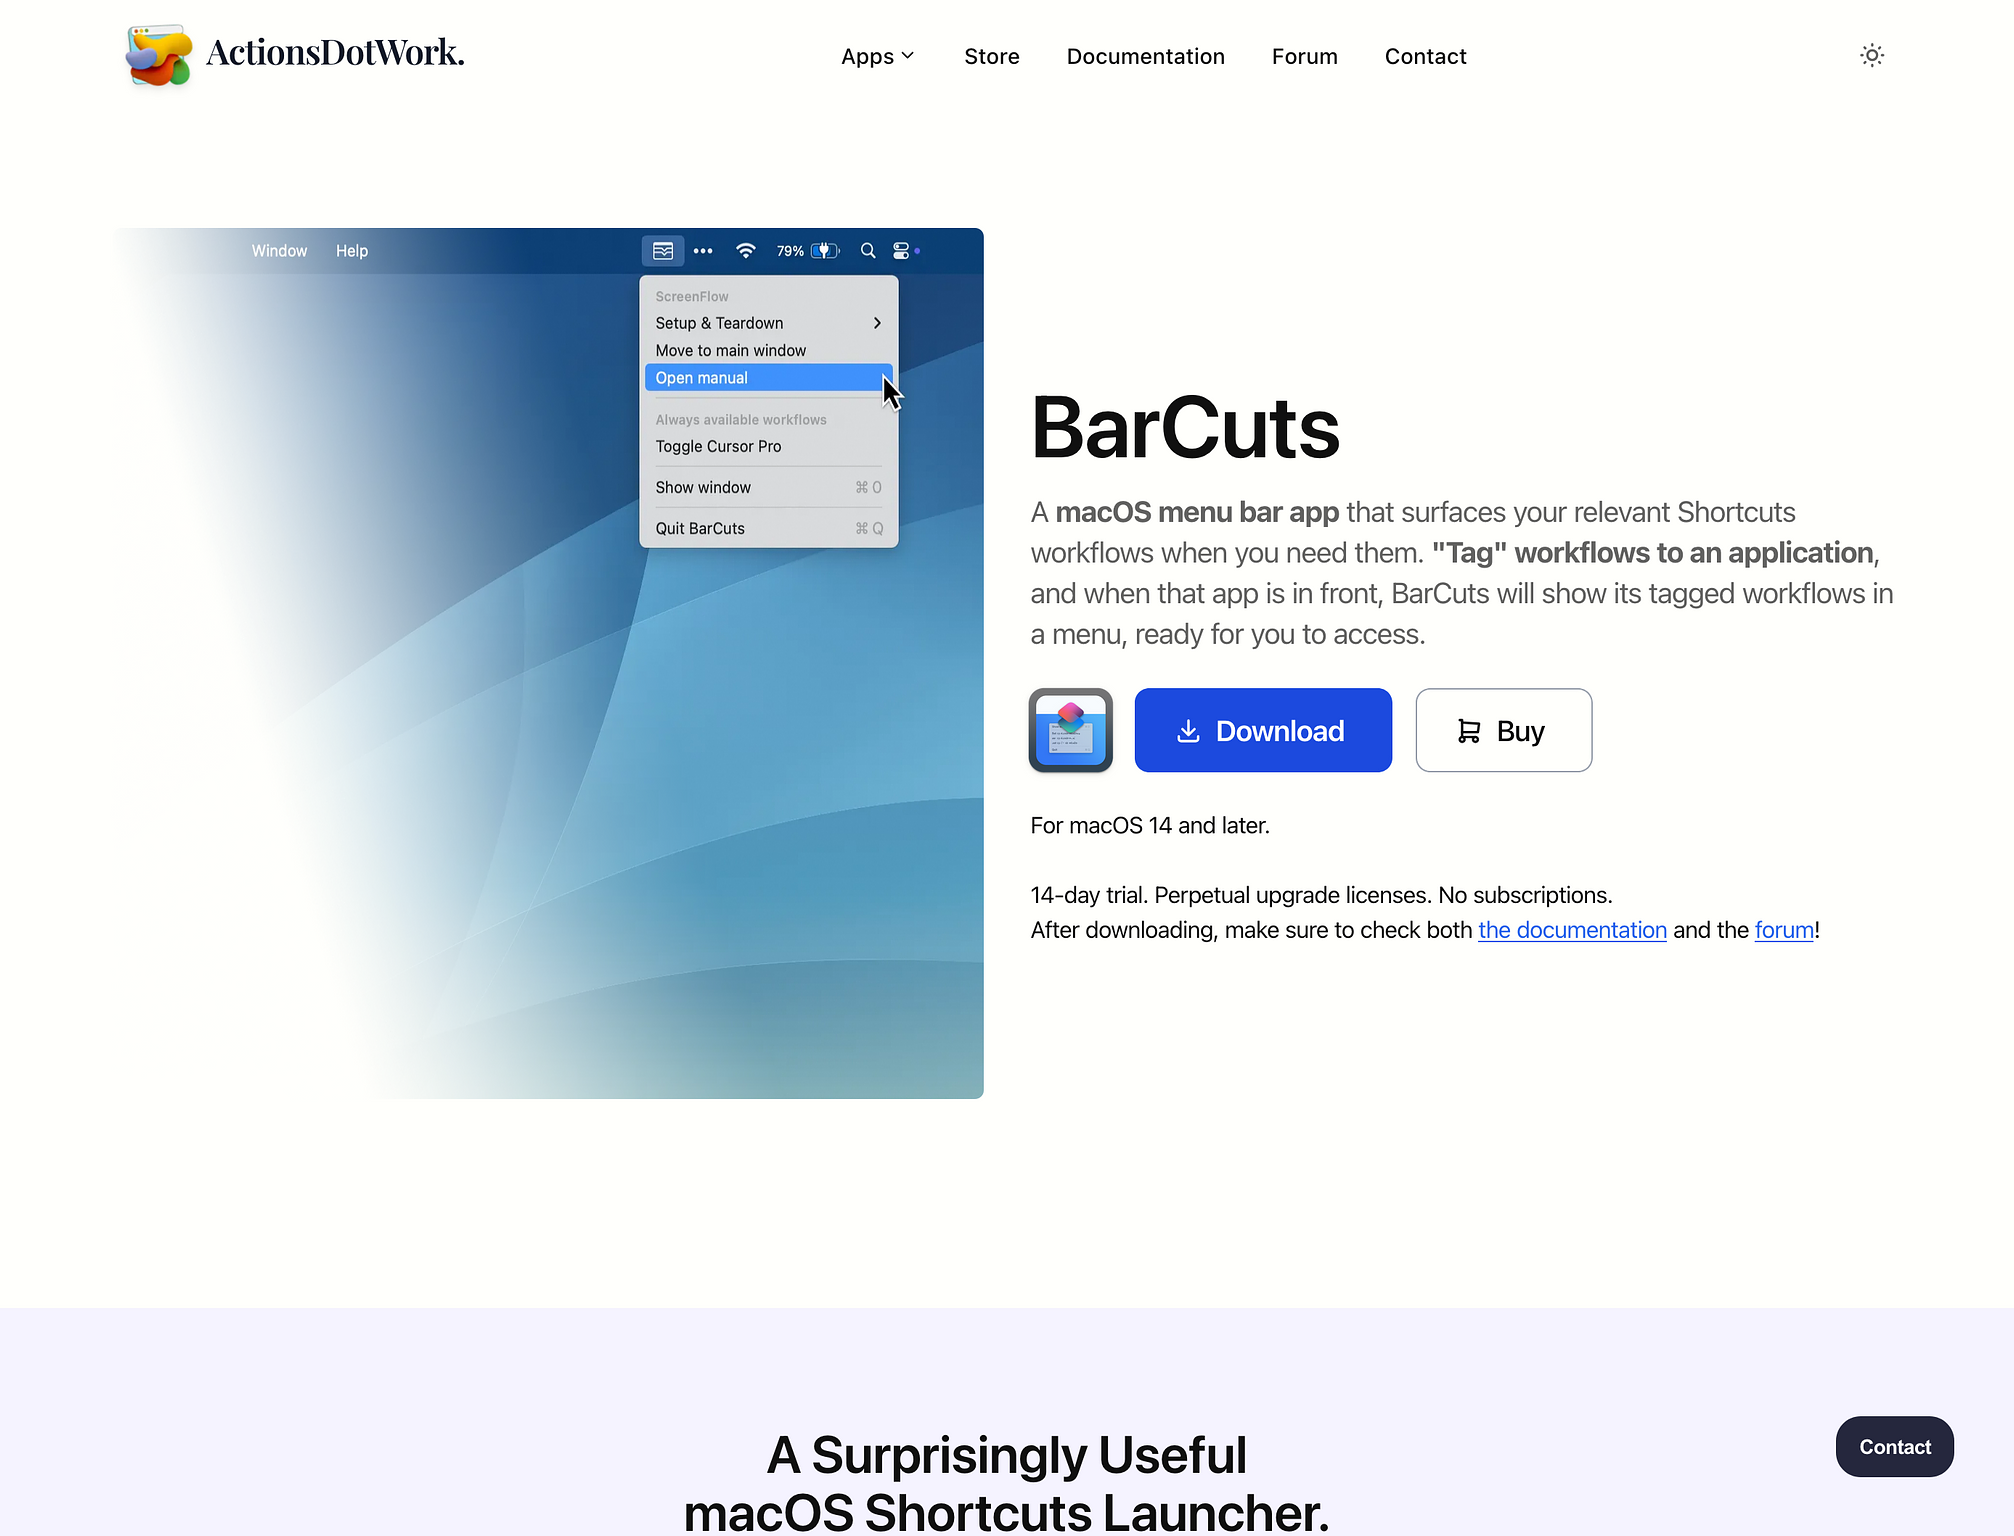 ActionsDotWork.
Apps
Store
Documentation
Forum
Contact
Window
Help
79%
ScreenFlow
Setup & Teardown
Move to main window
Open manual
Always available workflows
Toggle Cursor Pro
Show window ⌘ O
Quit BarCuts ⌘ Q
BarCuts
A macOS menu bar app that surfaces your relevant Shortcuts
workflows when you need them. "Tag" workflows to an application,
and when that app is in front, BarCuts will show its tagged workflows in
a menu, ready for you to access.
Download
Buy
For macOS 14 and later.
14-day trial. Perpetual upgrade licenses. No subscriptions.
After downloading, make sure to check both the documentation and the forum!
A Surprisingly Useful
macOS Shortcuts Launcher.
Contact